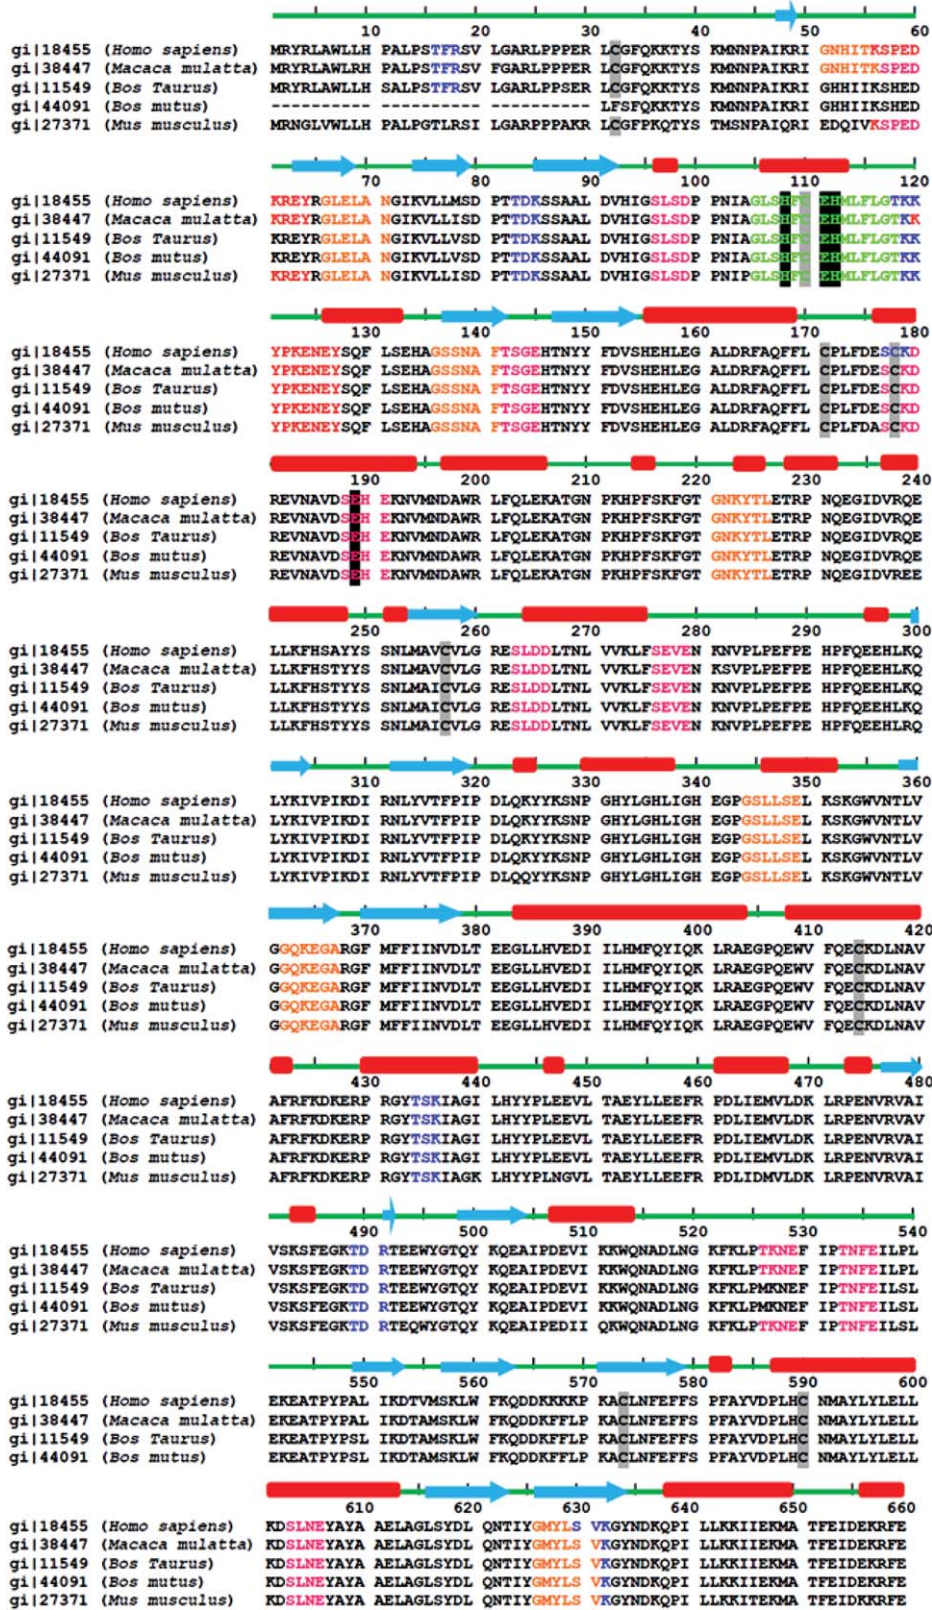 10 20 30 40 50 60
gi|18455 (Homo sapiens) MRYRLAWLLH PALPSTFRSV LGARLPPPER LCGFQKKTYS KMNNPAIKRI GNHITKSPED
gi|38447 (Macaca mulatta) MRYRLAWLRH PALPSTFRSV FGARLPPPER LCGFQKKTYS KMNNPAIKRI GNHITKSPED
gi|11549 (Bos Taurus) MRYRLAWLLH SALPSTFRSV LGARLPPPER LCGFQKKTYS KMNNPAIKRI GHHIIKSHED
gi|44091 (Bos mutus) ---------- ---------- ---------- LFSFQKKTYS KMNNPAIKRI GHHIIKSHED
gi|27371 (Mus musculus) MRNGLVWLLH PALPGTLRSI LGARPPPAKR LCGFPKQTYS TMSNPAIQRI EDQIVKSPED
70 80 90 100 110 120
gi|18455 (Homo sapiens) KREYRGLELA NGIKVLLMSD PTTDKSSAAL DVHIGSLSDP PNIAGLSHFC EHMLFLGTKK
gi|38447 (Macaca mulatta) KREYRGLELA NGIKVLLISD PTTDKSSAAL DVHIGSLSDP PNIAGLSHFC EHMLFLGTKK
gi|11549 (Bos Taurus) KREYRGLELA NGIKVLLVSD PTTDKSSAAL DVHIGSLSDP PNIAGLSHFC EHMLFLGTKK
gi|44091 (Bos mutus) KREYRGLELA NGIKVLLVSD PTTDKSSAAL DVHIGSLSDP PNIAGLSHFC EHMLFLGTKK
gi|27371 (Mus musculus) KREYRGLELA NGIKVLLISD PTTDKSSAAL DVHIGSLSDP PNIPGLSHFC EHMLFLGTKK
130 140 150 160 170 180
gi|18455 (Homo sapiens) YPKENEYSQF LSEHAGSSNA FTSGEHTNYY FDVSHEHLEG ALDRFAQFFL CPLFDESCKD
gi|38447 (Macaca mulatta) YPKENEYSQF LSEHAGSSNA FTSGEHTNYY FDVSHEHLEG ALDRFAQFFL CPLFDESCKD
gi|11549 (Bos Taurus) YPKENEYSQF LSEHAGSSNA FTSGEHTNYY FDVSHEHLEG ALDRFAQFFL CPLFDESCKD
gi|44091 (Bos mutus) YPKENEYSQF LSEHAGSSNA FTSGEHTNYY FDVSHEHLEG ALDRFAQFFL CPLFDESCKD
gi|27371 (Mus musculus) YPKENEYSQF LSEHAGSSNA FTSGEHTNYY FDVSHEHLEG ALDRFAQFFL CPLFDASCKD
190 200 210 220 230 240
gi|18455 (Homo sapiens) REVNAVDSEH EKNVMNDAWR LFQLEKATGN PKHPFSKFGT GNKYTLETRP NQEGIDVRQE
gi|38447 (Macaca mulatta) REVNAVDSEH EKNVMNDAWR LFQLEKATGN PKHPFSKFGT GNKYTLETRP NQEGIDVRQE
gi|11549 (Bos Taurus) REVNAVDSEH EKNVMNDAWR LFQLEKATGN PKHPFSKFGT GNKYTLETRP NQEGIDVRQE
gi|44091 (Bos mutus) REVNAVDSEH EKNVMNDAWR LFQLEKATGN PKHPFSKFGT GNKYTLETRP NQEGIDVRQE
gi|27371 (Mus musculus) REVNAVDSEH EKNVMNDAWR LFQLEKATGN PKHPFSKFGT GNKYTLETRP NQEGIDVREE
250 260 270 280 290 300
gi|18455 (Homo sapiens) LLKFHSAYYS SNLMAVCVLG RESLDDLTNL VVKLFSEVEN KNVPLPEFPE HPFQEEHLKQ
gi|38447 (Macaca mulatta) LLKFHSTYYS SNLMAVCVLG RESLDDLTNL VVKLFSEVEN KSVPLPEFPE HPFQEEHLKQ
gi|11549 (Bos Taurus) LLKFHSTYYS SNLMAICVLG RESLDDLTNL VVKLFSEVEN KNVPLPEFPE HPFQEEHLKQ
gi|44091 (Bos mutus) LLKFHSTYYS SNLMAICVLG RESLDDLTNL VVKLFSEVEN KNVPLPEFPE HPFQEEHLKQ
gi|27371 (Mus musculus) LLKFHSTYYS SNLMAICVLG RESLDDLTNL VVKLFSEVEN KNVPLPEFPE HPFQEEHLRQ
310 320 330 340 350 360
gi|18455 (Homo sapiens) LYKIVPIKDI RNLYVTFPIP DLQKYYKSNP GHYLGHLIGH EGPGSLLSEL KSKGWVNTLV
gi|38447 (Macaca mulatta) LYKIVPIKDI RNLYVTFPIP DLQKYYKSNP GHYLGHLIGH EGPGSLLSEL KSKGWVNTLV
gi|11549 (Bos Taurus) LYKIVPIKDI RNLYVTFPIP DLQKYYKSNP GHYLGHLIGH EGPGSLLSEL KSKGWVNTLV
gi|44091 (Bos mutus) LYKIVPIKDI RNLYVTFPIP DLQKYYKSNP GHYLGHLIGH EGPGSLLSEL KSKGWVNTLV
gi|27371 (Mus musculus) LYKIVPIKDI RNLYVTFPIP DLQQYYKSNP GHYLGHLIGH EGPGSLLSEL KSKGWVNTLV
370 380 390 400 410 420
gi|18455 (Homo sapiens) GGQKEGARGF MFFIINVDLT EEGLLHVEDI ILHMFQYIQK LRAEGPQEWV FQECKDLNAV
gi|38447 (Macaca mulatta) GGQKEGARGF MFFIINVDLT EEGLLHVEDI ILHMFQYIQK LRAEGPQEWV FQECKDLNAV
gi|11549 (Bos Taurus) GGQKEGARGF MFFIINVDLT EEGLLHVEDI ILHMFQYIQK LRAEGPQEWV FQECKDLNAV
gi|44091 (Bos mutus) GGQKEGARGF MFFIINVDLT EEGLLHVEDI ILHMFQYIQK LRAEGPQEWV FQECKDLNAV
gi|27371 (Mus musculus) GGQKEGARGF MFFIINVDLT EEGLLHVEDI ILHMFQYIQK LRAEGPQEWV FQECKDLNAV
430 440 450 460 470 480
gi|18455 (Homo sapiens) AFRFKDKERP RGYTSKIAGI LHYYPLEEVL TAEYLLEEFR PDLIEMVLDK LRPENVRVAI
gi|38447 (Macaca mulatta) AFRFKDKERP RGYTSKIAGI LHYYPLEEVL TAEYLLEEFR PDLIEMVLDK LRPENVRVAI
gi|11549 (Bos Taurus) AFRFKDKERP RGYTSKIAGI LHYYPLEEVL TAEYLLEEFR PDLIEMVLDK LRPENVRVAI
gi|44091 (Bos mutus) AFRFKDKERP RGYTSKIAGI LHYYPLEEVL TAEYLLEEFR PDLIEMVLDK LRPENVRVAI
gi|27371 (Mus musculus) AFRFKDKERP RGYTSKIAGK LHYYPLNGVL TAEYLLEEFR PDLIDMVLDK LRPENVRVAI
490 500 510 520 530 540
gi|18455 (Homo sapiens) VSKSFEGKTD RTEEWYGTQY KQEAIPDEVI KKWQNADLNG KFKLPTKNEF IPTNFEILPL
gi|38447 (Macaca mulatta) VSKSFEGKTD RTEEWYGTQY KQEAIPDEVI KKWQNADLNG KFKLPTKNEF IPTNFEILPL
gi|11549 (Bos Taurus) VSKSFEGKTD RTEEWYGTQY KQEAIPDEVI KKWQNADLNG KFKLPMKNEF IPTNFEILSL
gi|44091 (Bos mutus) VSKSFEGKTD RTEEWYGTQY KQEAIPDEVI KKWQNADLNG KFKLPMKNEF IPTNFEILSL
gi|27371 (Mus musculus) VSKSFEGKTD RTEQWYGTQY KQEAIPEDII QKWQNADLNG KFKLPTKNEF IPTNFEILSL
550 560 570 580 590 600
gi|18455 (Homo sapiens) EKEATPYPAL IKDTVMSKLW FKQDDKKKKP KACLNFEFFS PFAYVDPLHC NMAYLYLELL
gi|38447 (Macaca mulatta) EKEATPYPAL IKDTAMSKLW FKQDDKFFLP KACLNFEFFS PFAYVDPLHC NMAYLYLELL
gi|11549 (Bos Taurus) EKEATPYPSL IKDTAMSKLW FKQDDKFFLP KACLNFEFFS PFAYVDPLHC NMAYLYLELL
gi|44091 (Bos mutus) EKEATPYPSL IKDTAMSKLW FKQDDKFFLP KACLNFEFFS PFAYVDPLHC NMAYLYLELL
610 620 630 640 650 660
gi|18455 (Homo sapiens) KDSLNEYAYA AELAGLSYDL QNTIYGMYLS VKGYNDKQPI LLKKIIEKMA TFEIDEKRFE
gi|38447 (Macaca mulatta) KDSLNEYAYA AELAGLSYDL QNTIYGMYLS VKGYNDKQPI LLKKIIEKMA TFEIDEKRFE
gi|11549 (Bos Taurus) KDSLNEYAYA AELAGLSYDL QNTIYGMYLS VKGYNDKQPI LLKKIIEKMA TFEIDEKRFE
gi|44091 (Bos mutus) KDSLNEYAYA AELAGLSYDL QNTIYGMYLS VKGYNDKQPI LLKKIIEKMA TFEIDEKRFE
gi|27371 (Mus musculus) KDSLNEYAYA AELAGLSYDL QNTIYGMYLS VKGYNDKQPI LLKKIIEKMA TFEIDEKRFE